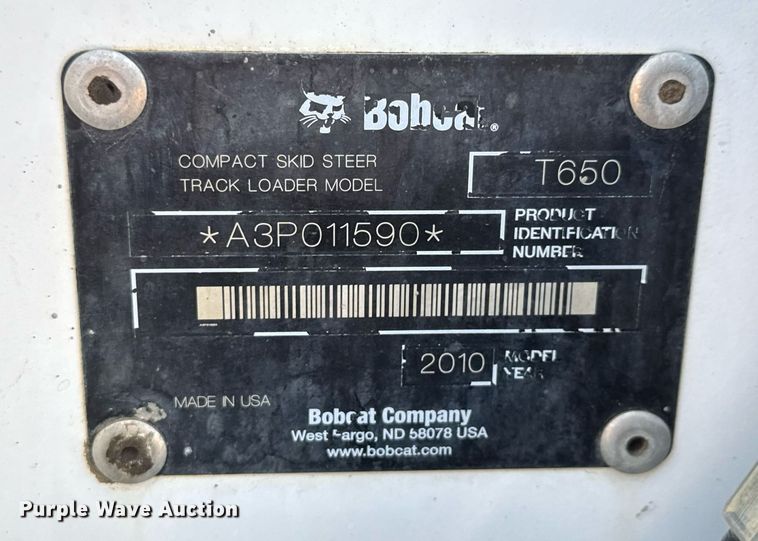 Bobcat®
COMPACT SKID STEER
TRACK LOADER MODEL
T650
*A3P011590*
PRODUCT
IDENTIFICATION
NUMBER
2010
MODEL
YEAR
MADE IN USA
Bobcat Company
West Fargo, ND 58078 USA
www.bobcat.com
Purple Wave Auction